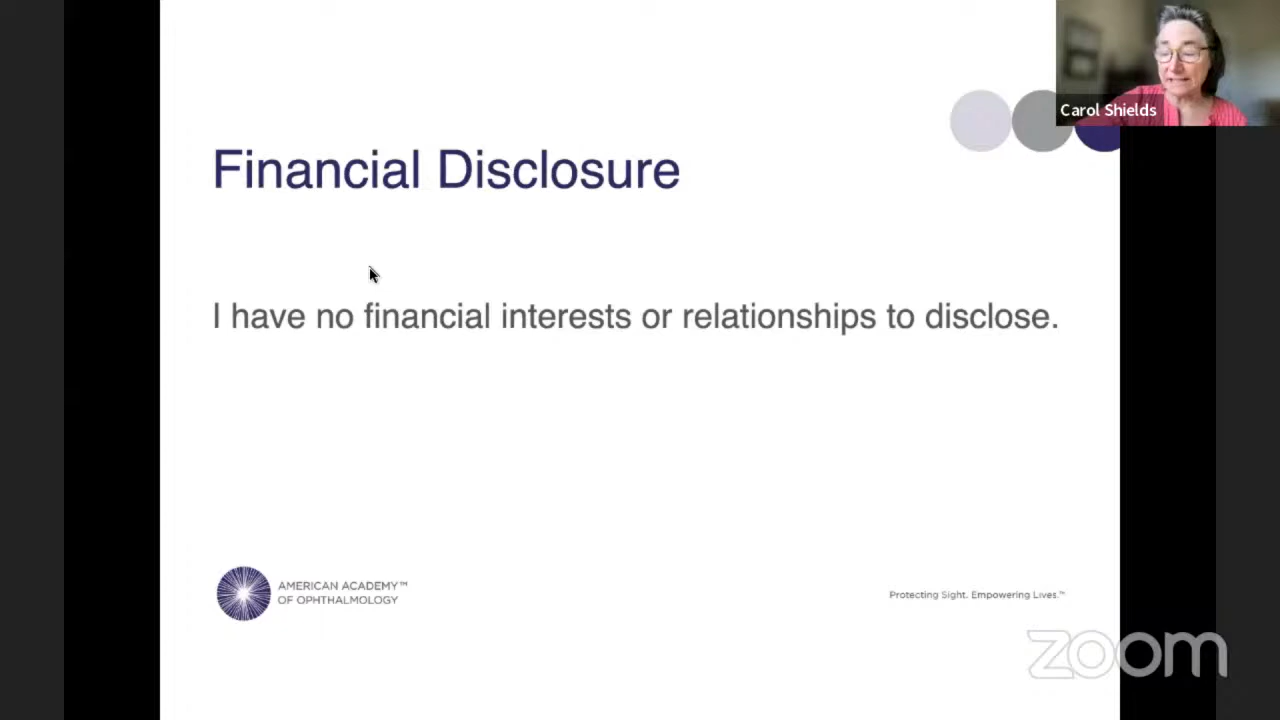 Carol Shields
Financial Disclosure
I have no financial interests or relationships to disclose.
AMERICAN ACADEMY™
OF OPHTHALMOLOGY
Protecting Sight. Empowering Lives.™
zoom